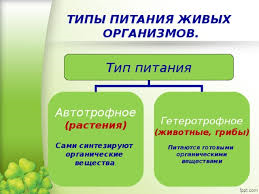 ТИПЫ ПИТАНИЯ ЖИВЫХ
ОРГАНИЗМОВ.
Тип питания
Автотрофное
(растения)
Сами синтезируют
органические
вещества
Гетеротрофное
(животные, грибы)
Питаются готовыми
органическими
веществами